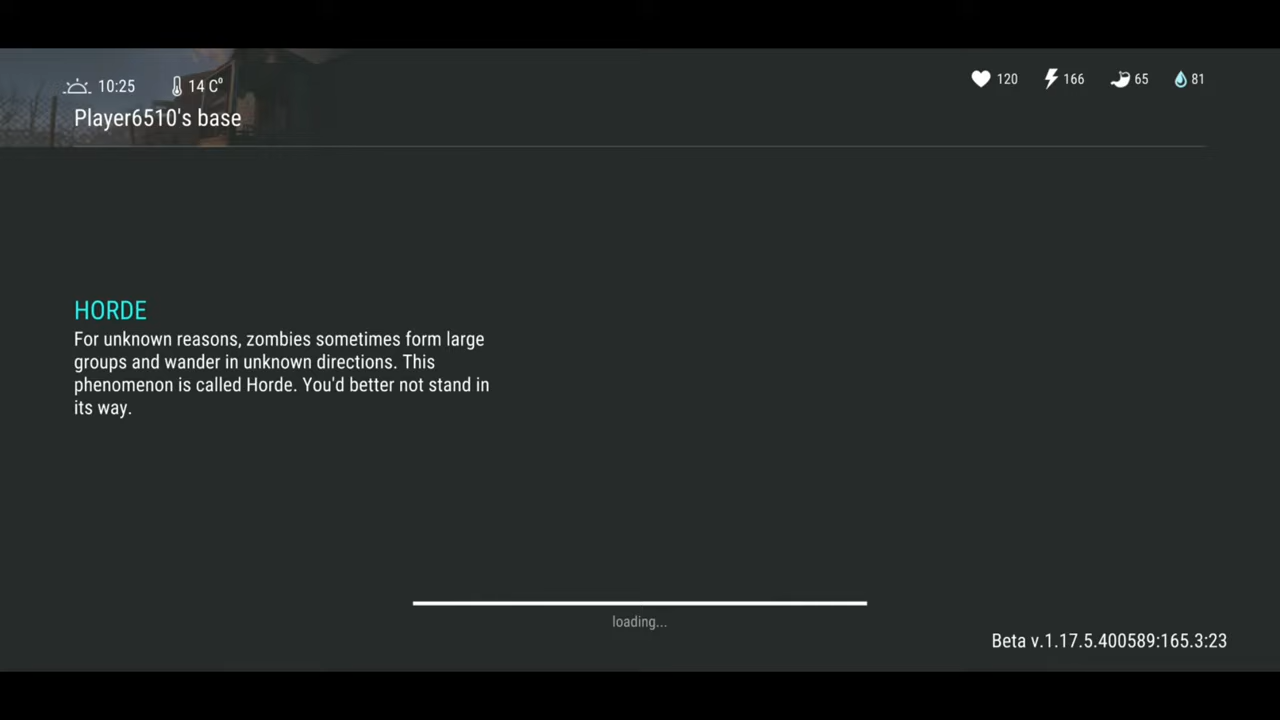 10:25 14 C° 120 166 65 81
Player6510's base
HORDE
For unknown reasons, zombies sometimes form large
groups and wander in unknown directions. This
phenomenon is called Horde. You'd better not stand in
its way.
loading...
Beta v.1.17.5.400589:165.3:23